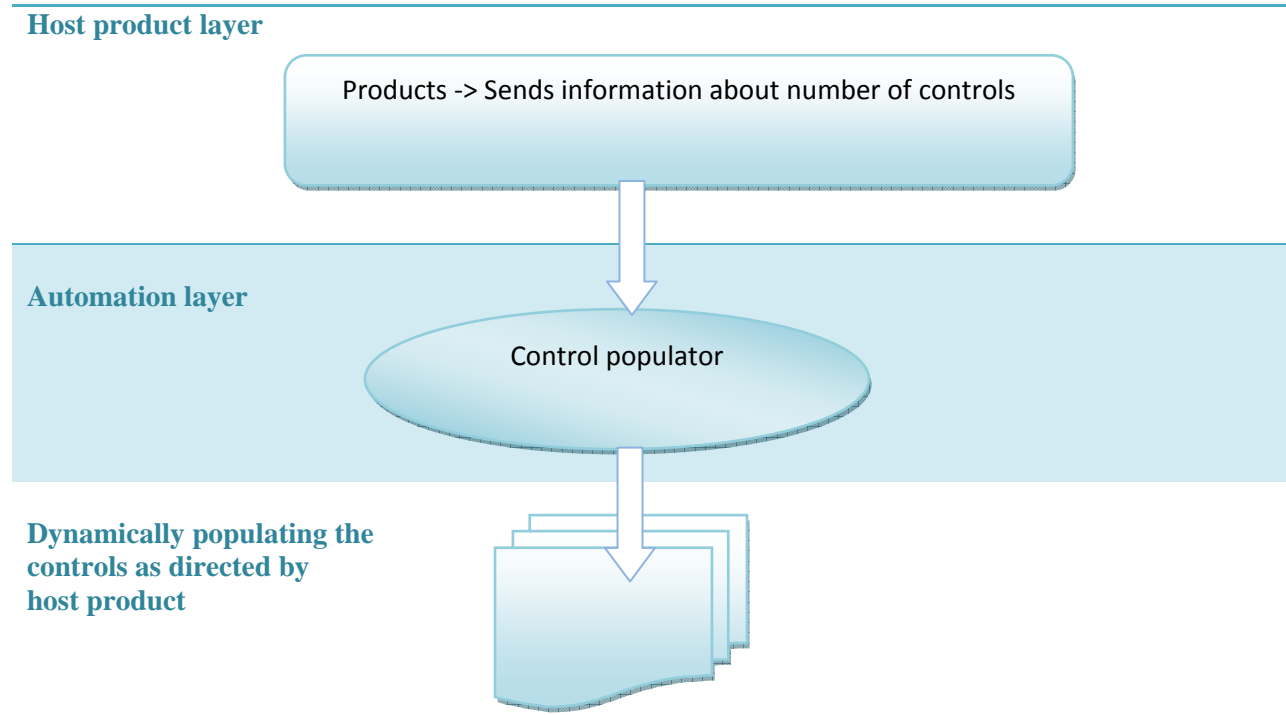 Host product layer
Products -> Sends information about number of controls
Automation layer
Control populator
Dynamically populating the
controls as directed by
host product